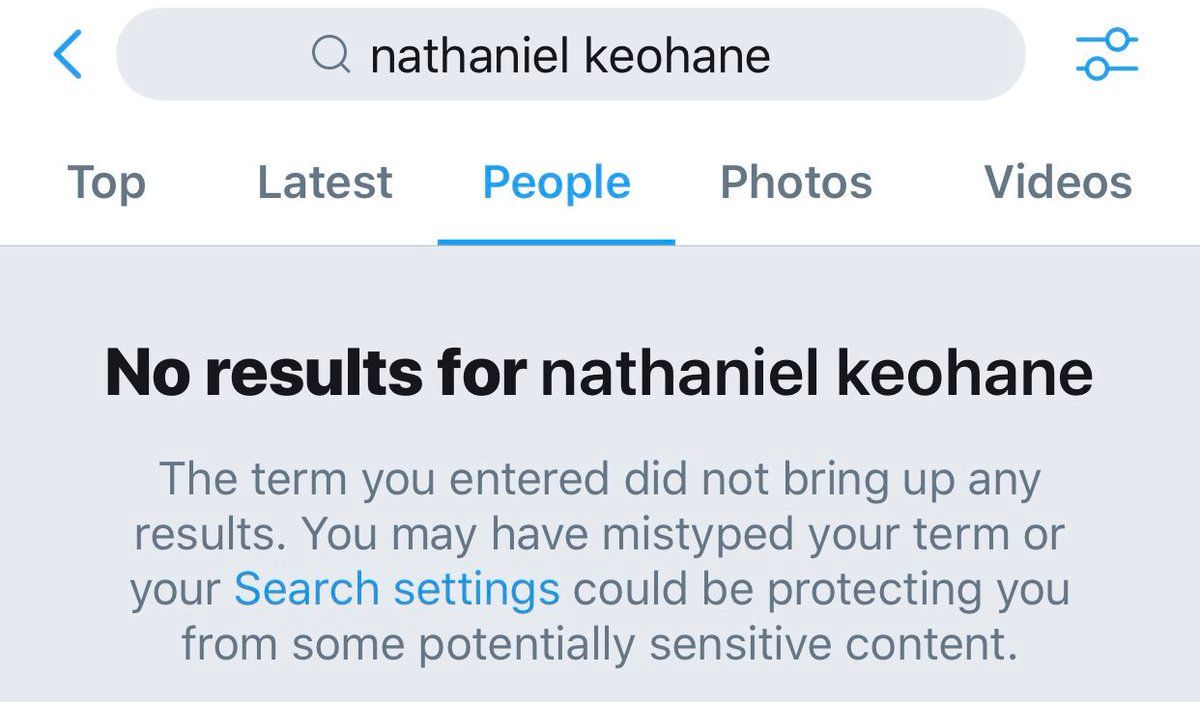 nathaniel keohane
Top Latest People Photos Videos
No results for nathaniel keohane
The term you entered did not bring up any
results. You may have mistyped your term or
your Search settings could be protecting you
from some potentially sensitive content.